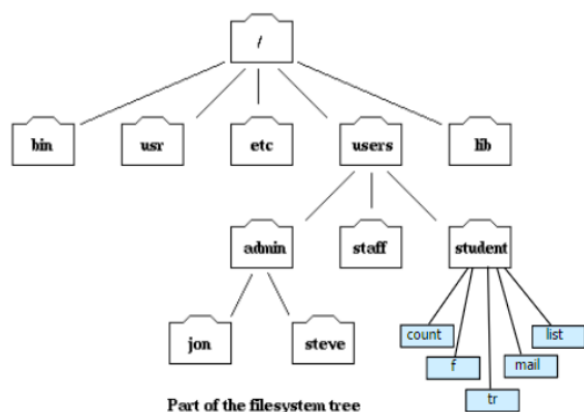 /
bin usr etc users lib
admin staff student
jon steve
count list
f mail
tr
Part of the filesystem tree